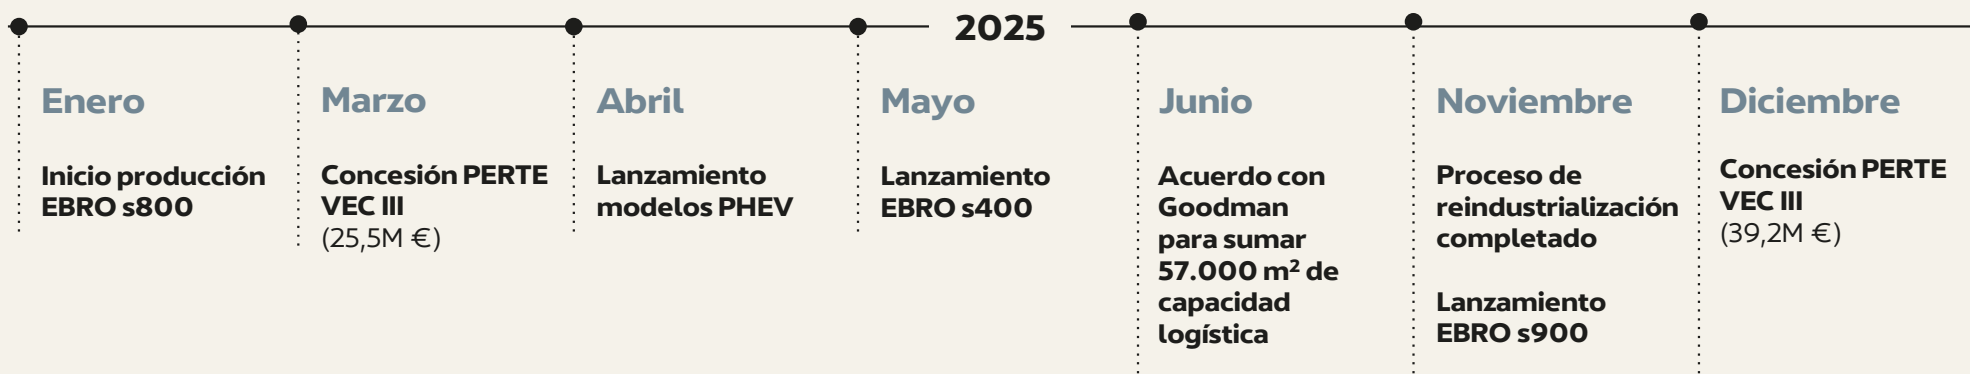 2025
Enero
Inicio producción
EBRO s800
Marzo
Concesión PERTE
VEC III
(25,5M €)
Abril
Lanzamiento
modelos PHEV
Mayo
Lanzamiento
EBRO s400
Junio
Acuerdo con
Goodman
para sumar
57.000 m² de
capacidad
logística
Noviembre
Proceso de
reindustrialización
completado
Lanzamiento
EBRO s900
Diciembre
Concesión PERTE
VEC III
(39,2M €)